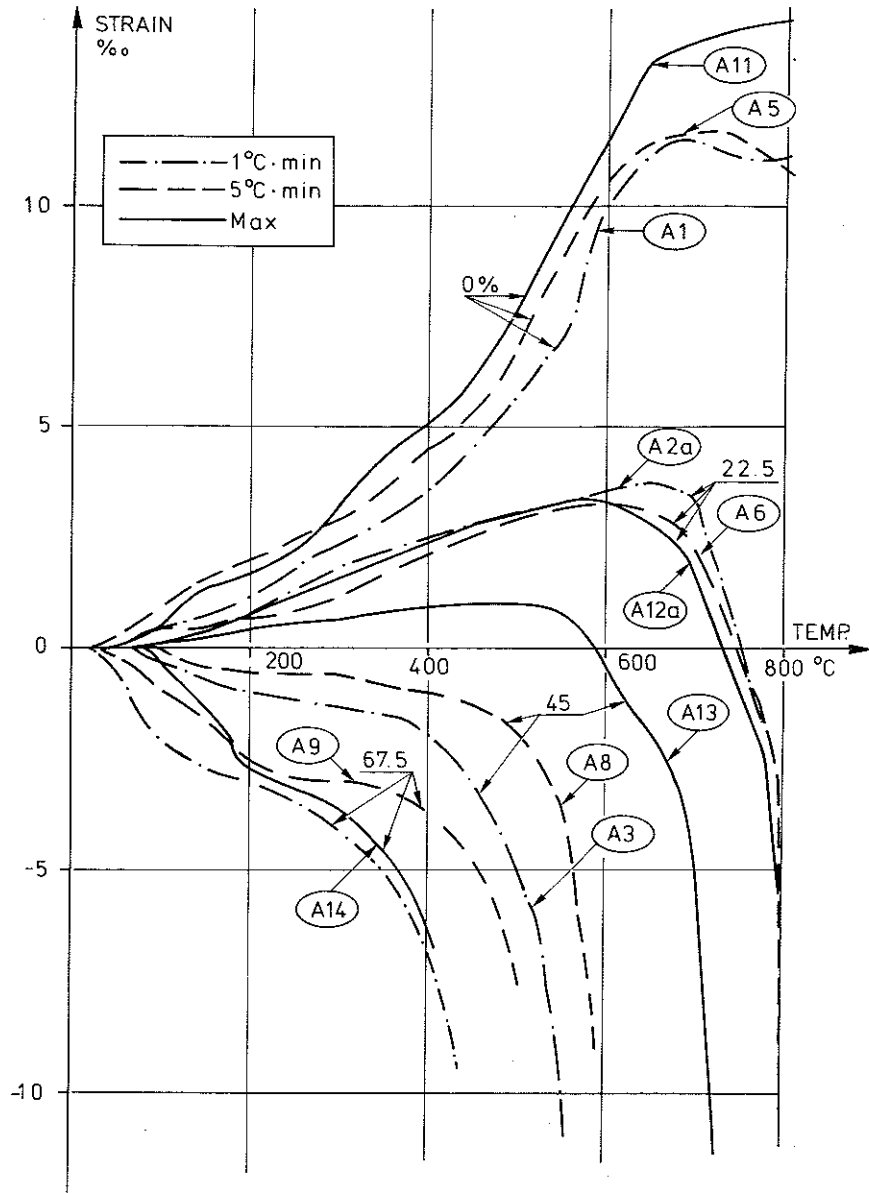 STRAIN
‰
A11
A5
1°C·min
5°C·min
Max
10
A1
0%
5
A2a
22.5
A6
A12a
0
TEMP.
200
400
600
800 °C
45
A13
A9
67.5
A8
A3
-5
A14
-10